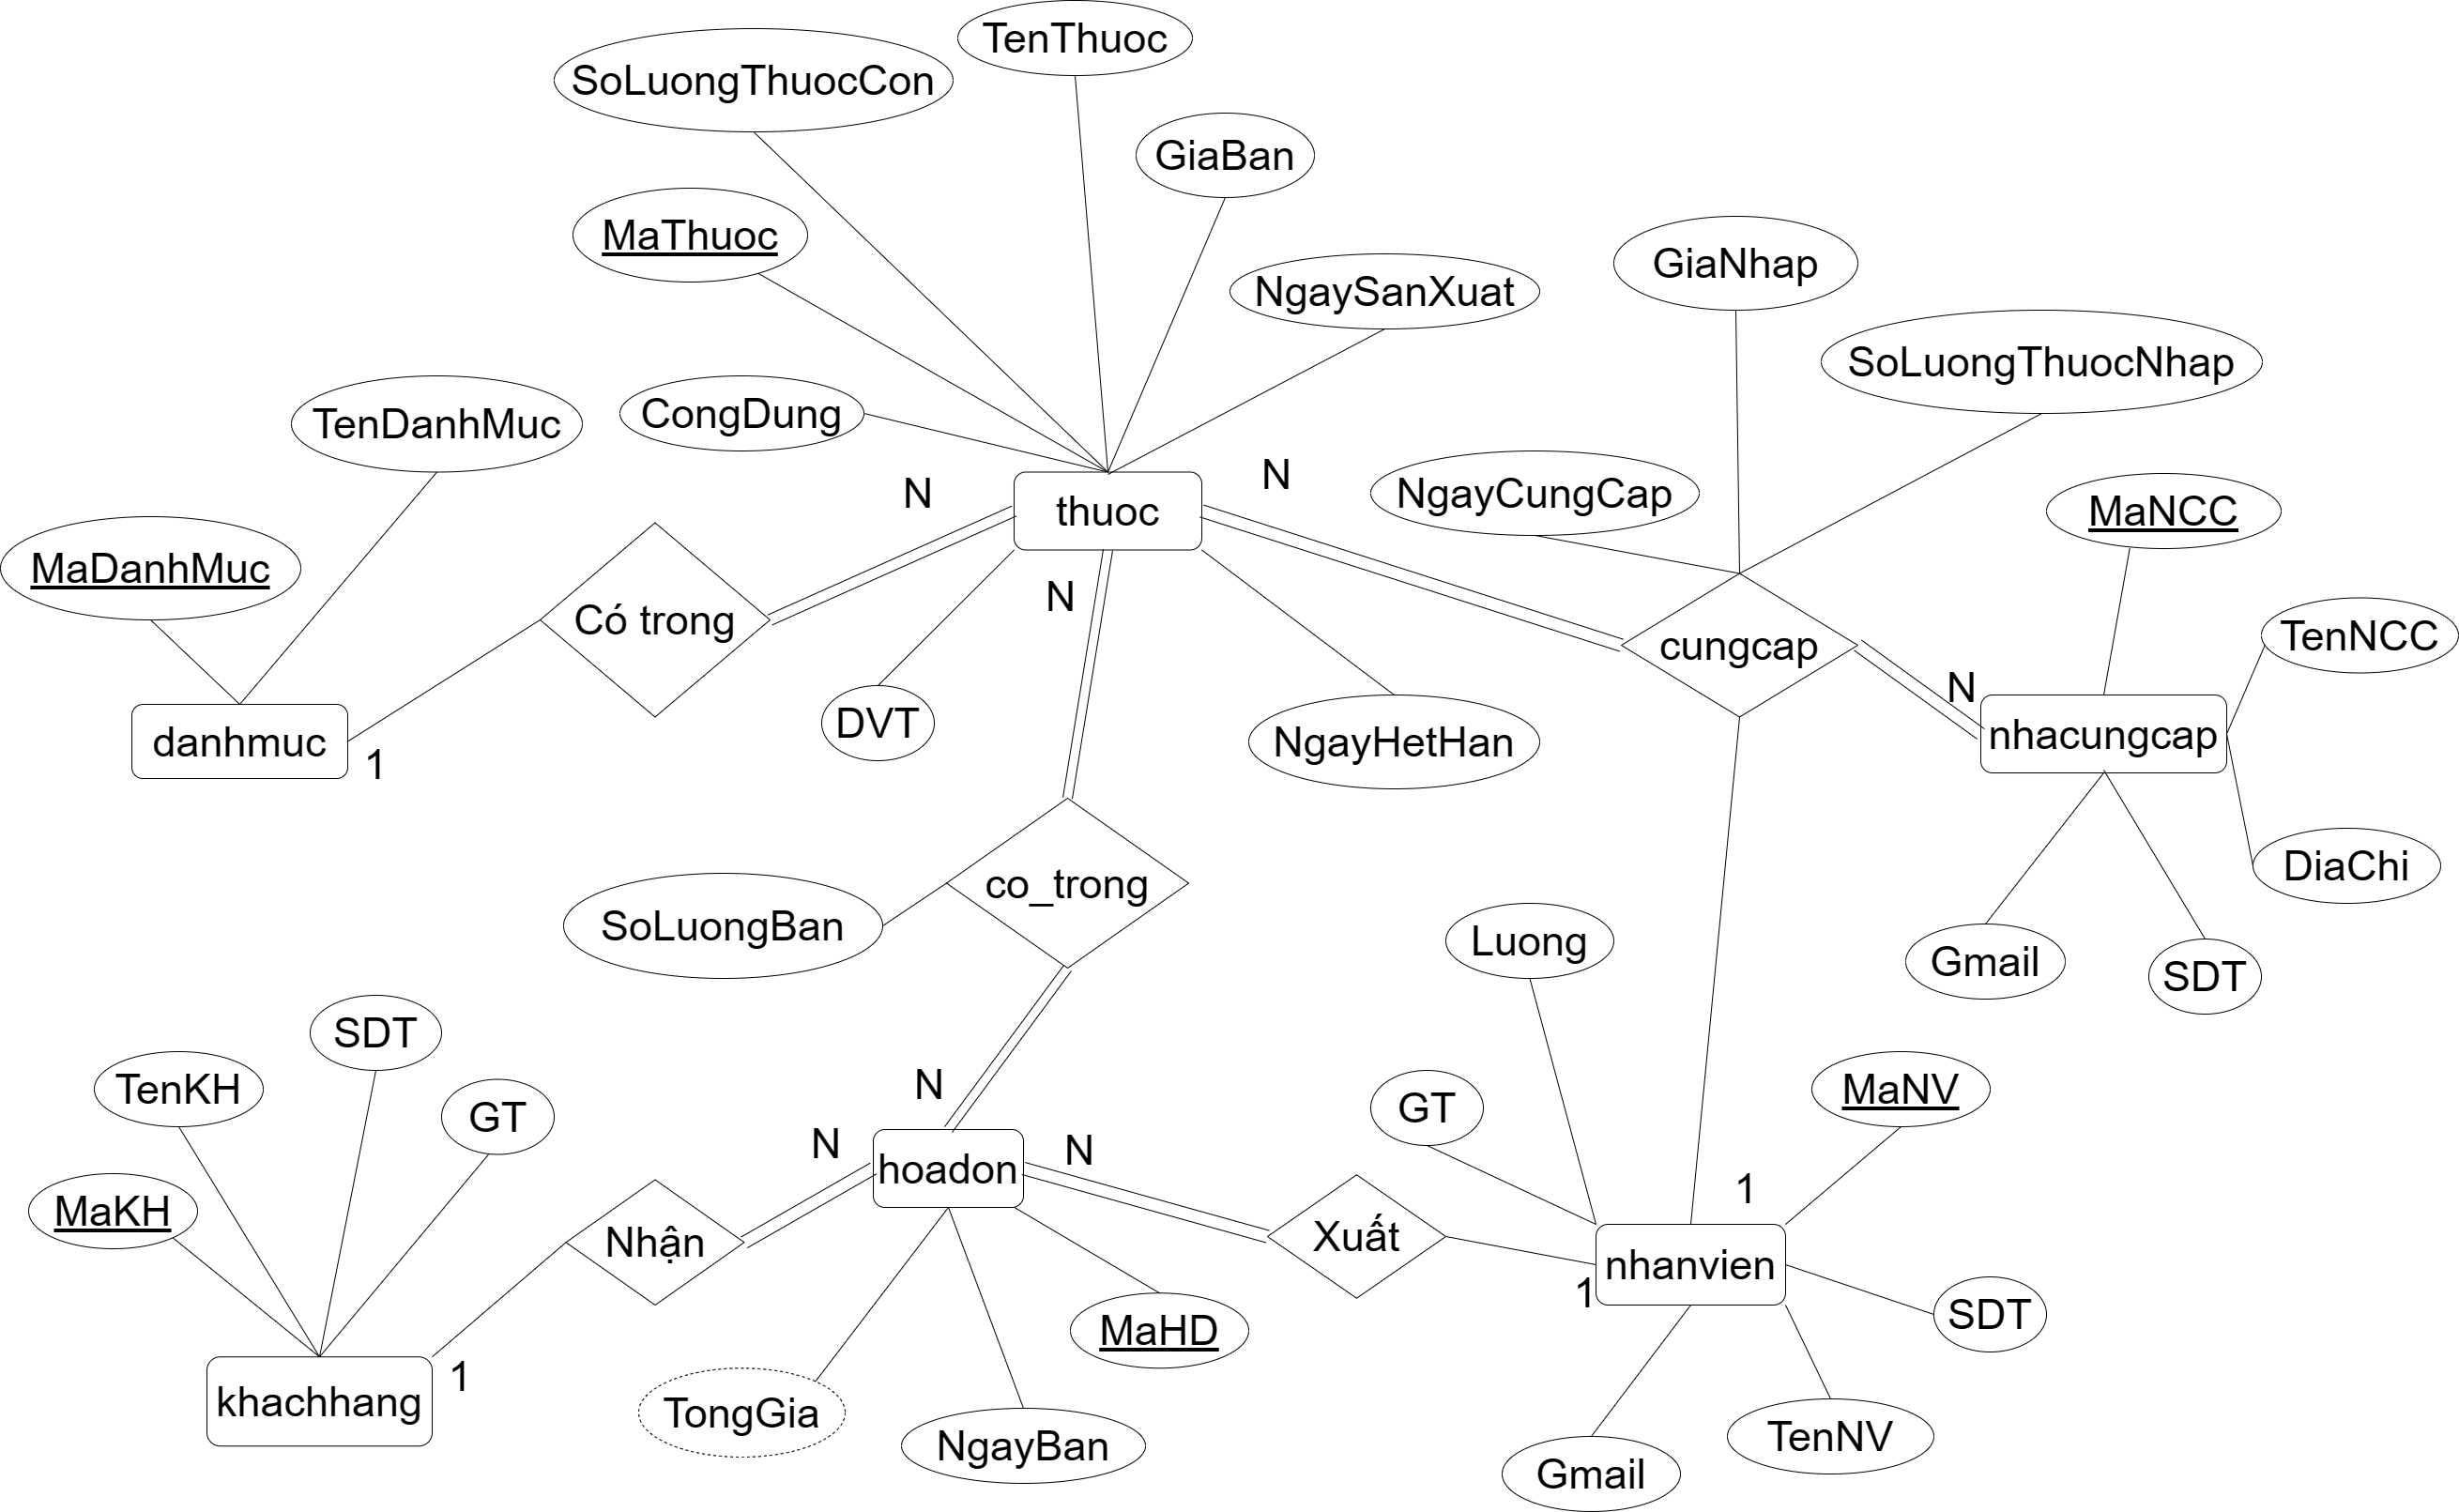 TenThuoc
SoLuongThuocCon
GiaBan
MaThuoc
GiaNhap
NgaySanXuat
SoLuongThuocNhap
CongDung
TenDanhMuc
N
N
NgayCungCap
thuoc
MaNCC
MaDanhMuc
N
Có trong
TenNCC
cungcap
N
DVT
nhacungcap
danhmuc
NgayHetHan
1
DiaChi
co_trong
SoLuongBan
Luong
Gmail
SDT
SDT
N
TenKH
MaNV
GT
GT
N
N
hoadon
1
MaKH
Xuất
Nhận
nhanvien
1
SDT
MaHD
1
khachhang
TongGia
TenNV
NgayBan
Gmail